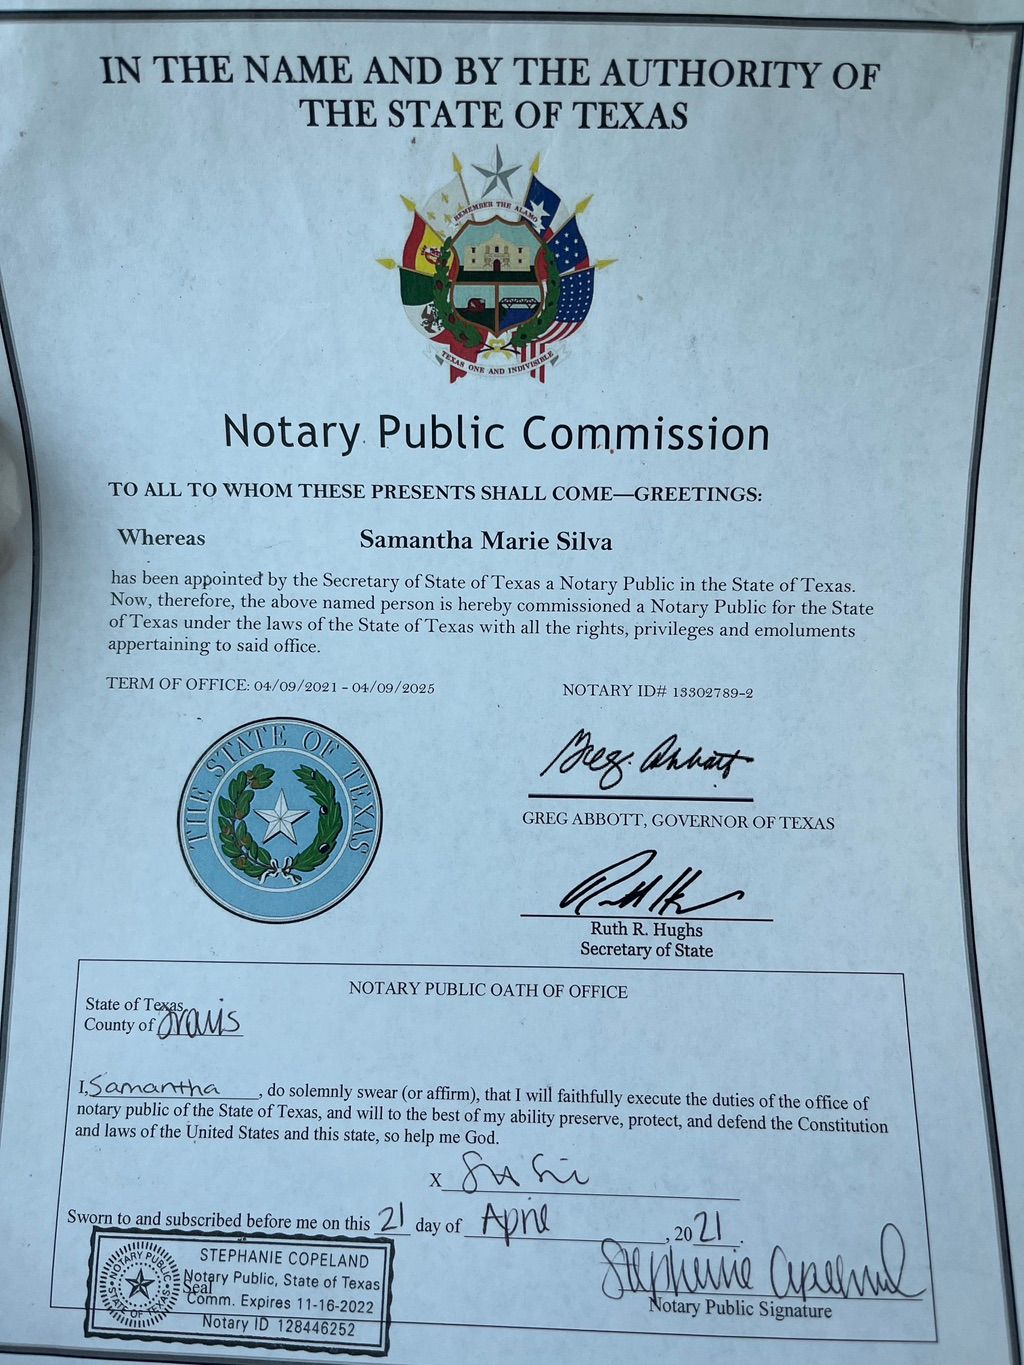 IN THE NAME AND BY THE AUTHORITY OF
THE STATE OF TEXAS
REMEMBER THE ALAMO
TEXAS ONE AND INDIVISIBLE
Notary Public Commission
TO ALL TO WHOM THESE PRESENTS SHALL COME—GREETINGS:
Whereas Samantha Marie Silva
has been appointed by the Secretary of State of Texas a Notary Public in the State of Texas.
Now, therefore, the above named person is hereby commissioned a Notary Public for the State
of Texas under the laws of the State of Texas with all the rights, privileges and emoluments
appertaining to said office.
TERM OF OFFICE: 04/09/2021 - 04/09/2025 NOTARY ID# 13302789-2
THE STATE OF TEXAS
Greg Abbott
GREG ABBOTT, GOVERNOR OF TEXAS
Ruth R. Hughs
Secretary of State
NOTARY PUBLIC OATH OF OFFICE
State of Texas
County of Travis
I, Samantha, do solemnly swear (or affirm), that I will faithfully execute the duties of the office of
notary public of the State of Texas, and will to the best of my ability preserve, protect, and defend the Constitution
and laws of the United States and this state, so help me God.
X
Sworn to and subscribed before me on this 21 day of April, 2021.
Stephanie Copeland
Notary Public Signature
Seal
NOTARY PUBLIC
STATE OF TEXAS
STEPHANIE COPELAND
Notary Public, State of Texas
Comm. Expires 11-16-2022
Notary ID 128446252